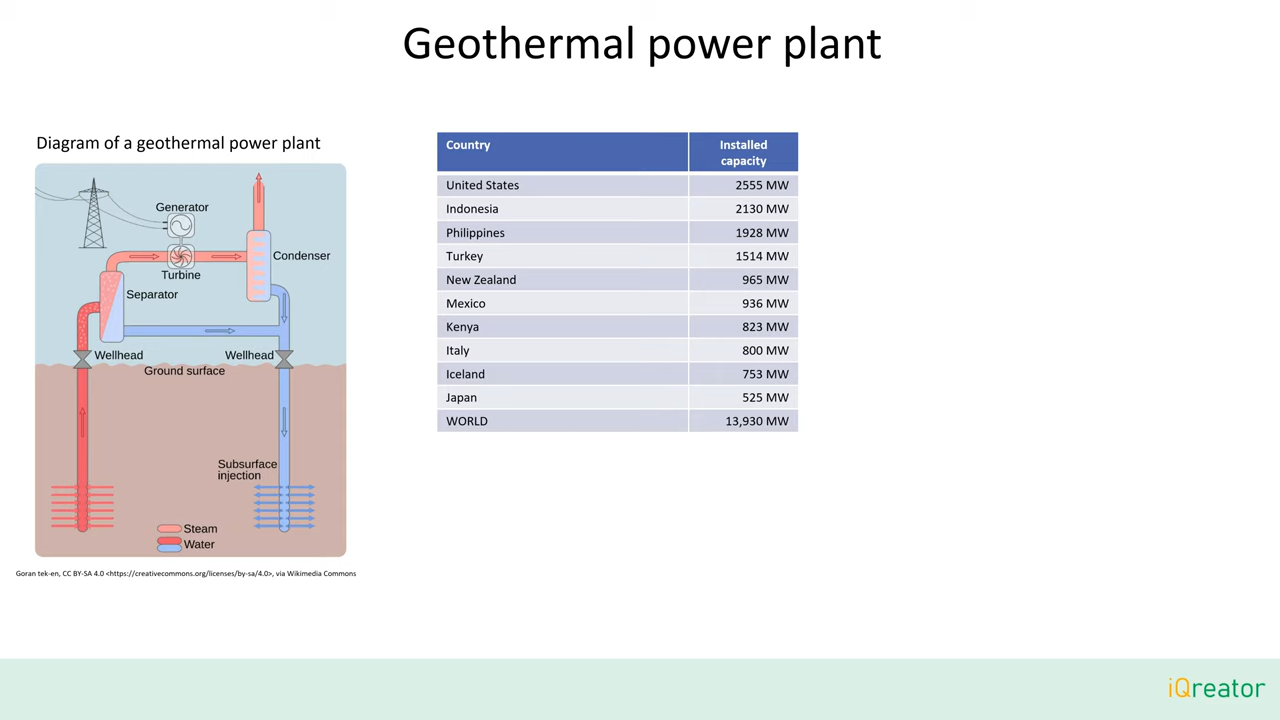 Geothermal power plant
Diagram of a geothermal power plant
Generator
Turbine
Condenser
Separator
Wellhead
Wellhead
Ground surface
Subsurface
injection
Steam
Water
Goran tek-en, CC BY-SA 4.0 <https://creativecommons.org/licenses/by-sa/4.0>, via Wikimedia Commons
Country Installed
capacity
United States 2555 MW
Indonesia 2130 MW
Philippines 1928 MW
Turkey 1514 MW
New Zealand 965 MW
Mexico 936 MW
Kenya 823 MW
Italy 800 MW
Iceland 753 MW
Japan 525 MW
WORLD 13,930 MW
iQreator